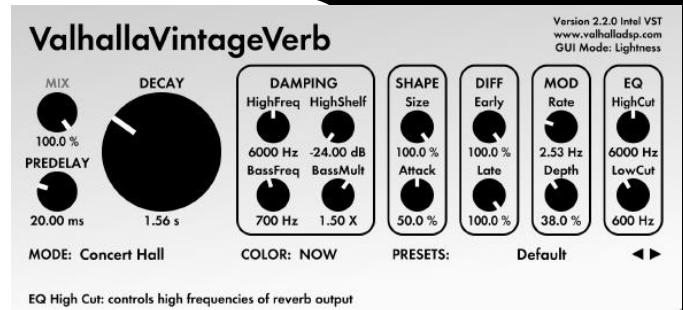 ValhallaVintageVerb
Version 2.2.0 Intel VST
www.valhalladsp.com
GUI Mode: Lightness
MIX
100.0 %
PREDELAY
20.00 ms
DECAY
1.56 s
DAMPING
HighFreq HighShelf
6000 Hz -24.00 dB
BassFreq BassMult
700 Hz 1.50 X
SHAPE
Size
100.0 %
Attack
50.0 %
DIFF
Early
100.0 %
Late
100.0 %
MOD
Rate
2.53 Hz
Depth
38.0 %
EQ
HighCut
6000 Hz
LowCut
600 Hz
MODE: Concert Hall COLOR: NOW PRESETS: Default
EQ High Cut: controls high frequencies of reverb output